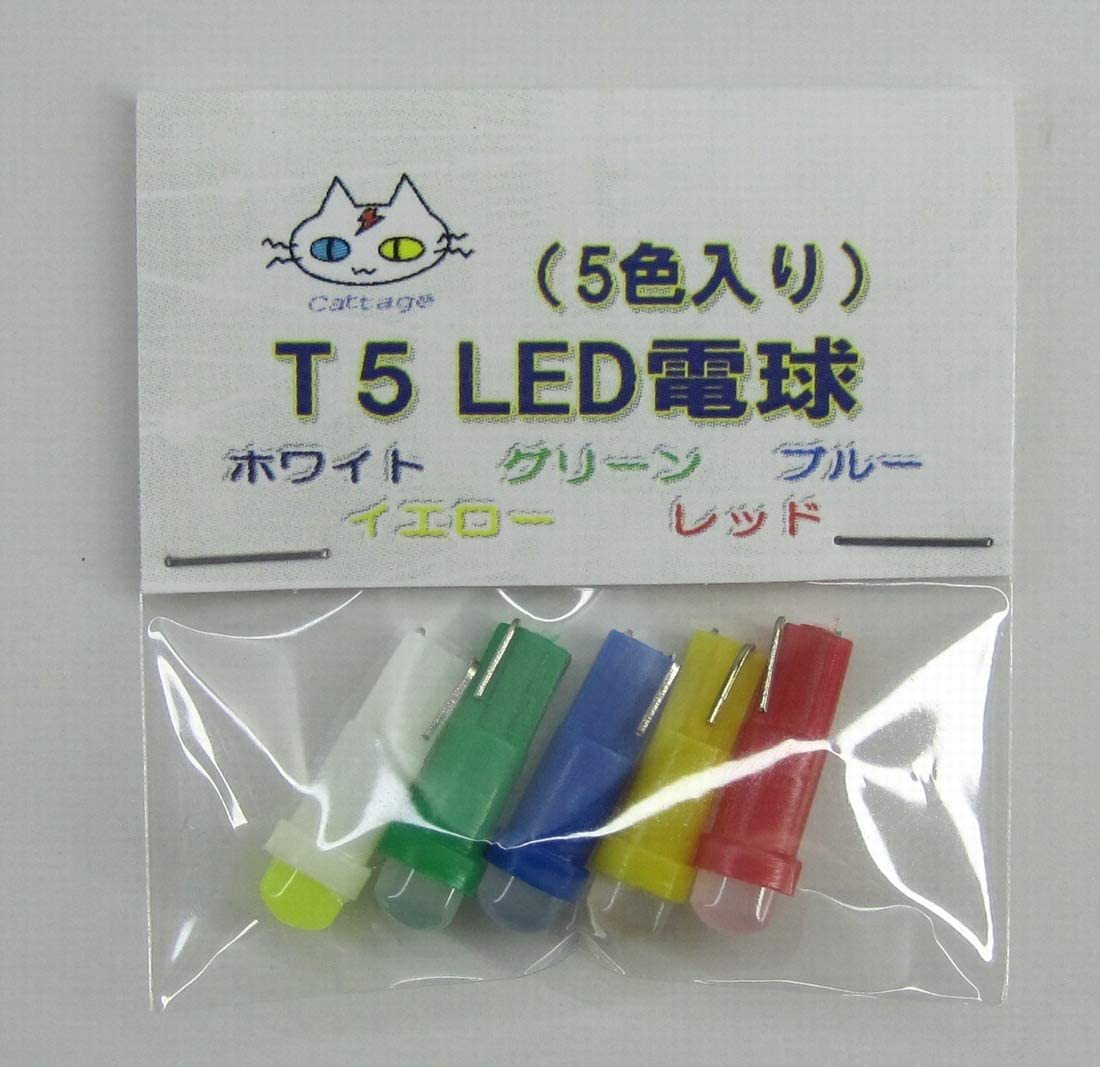 Cattage
（5色入り）
T5 LED電球
ホワイト グリーン ブルー
イエロー レッド